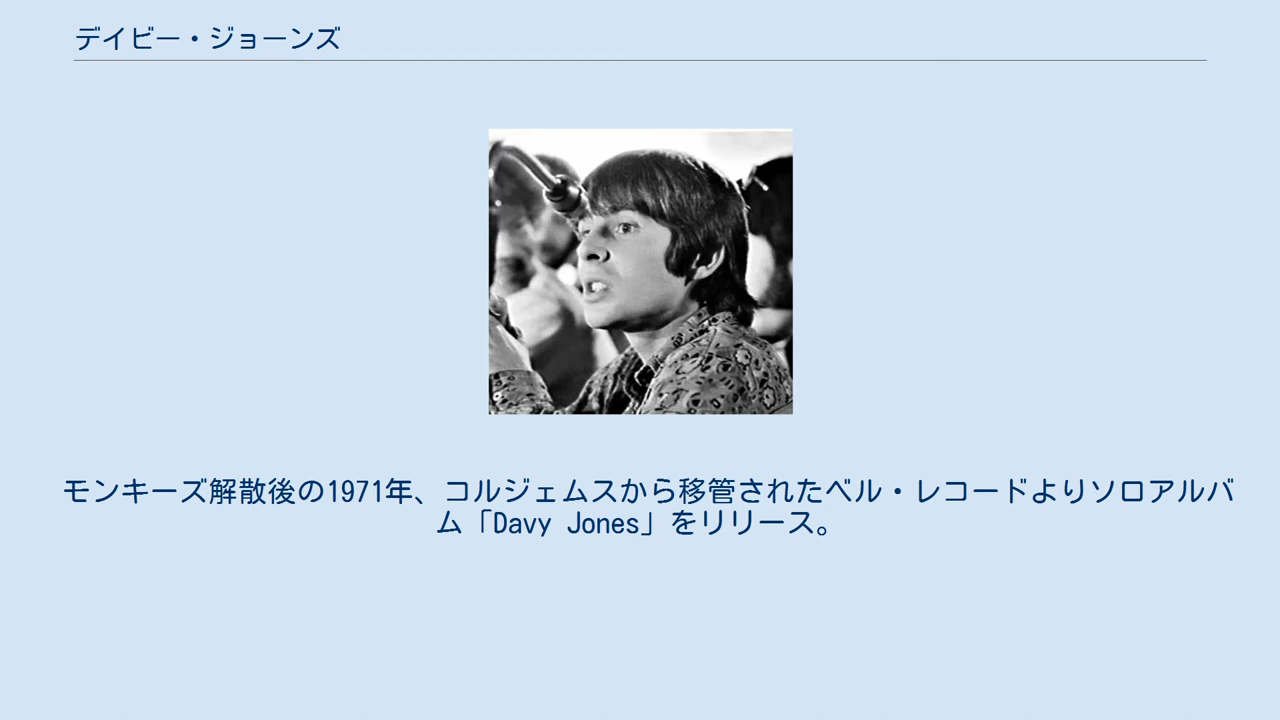 デイビー・ジョーンズ
モンキーズ解散後の1971年、コルジェムスから移管されたベル・レコードよりソロアルバ
ム「Davy Jones」をリリース。